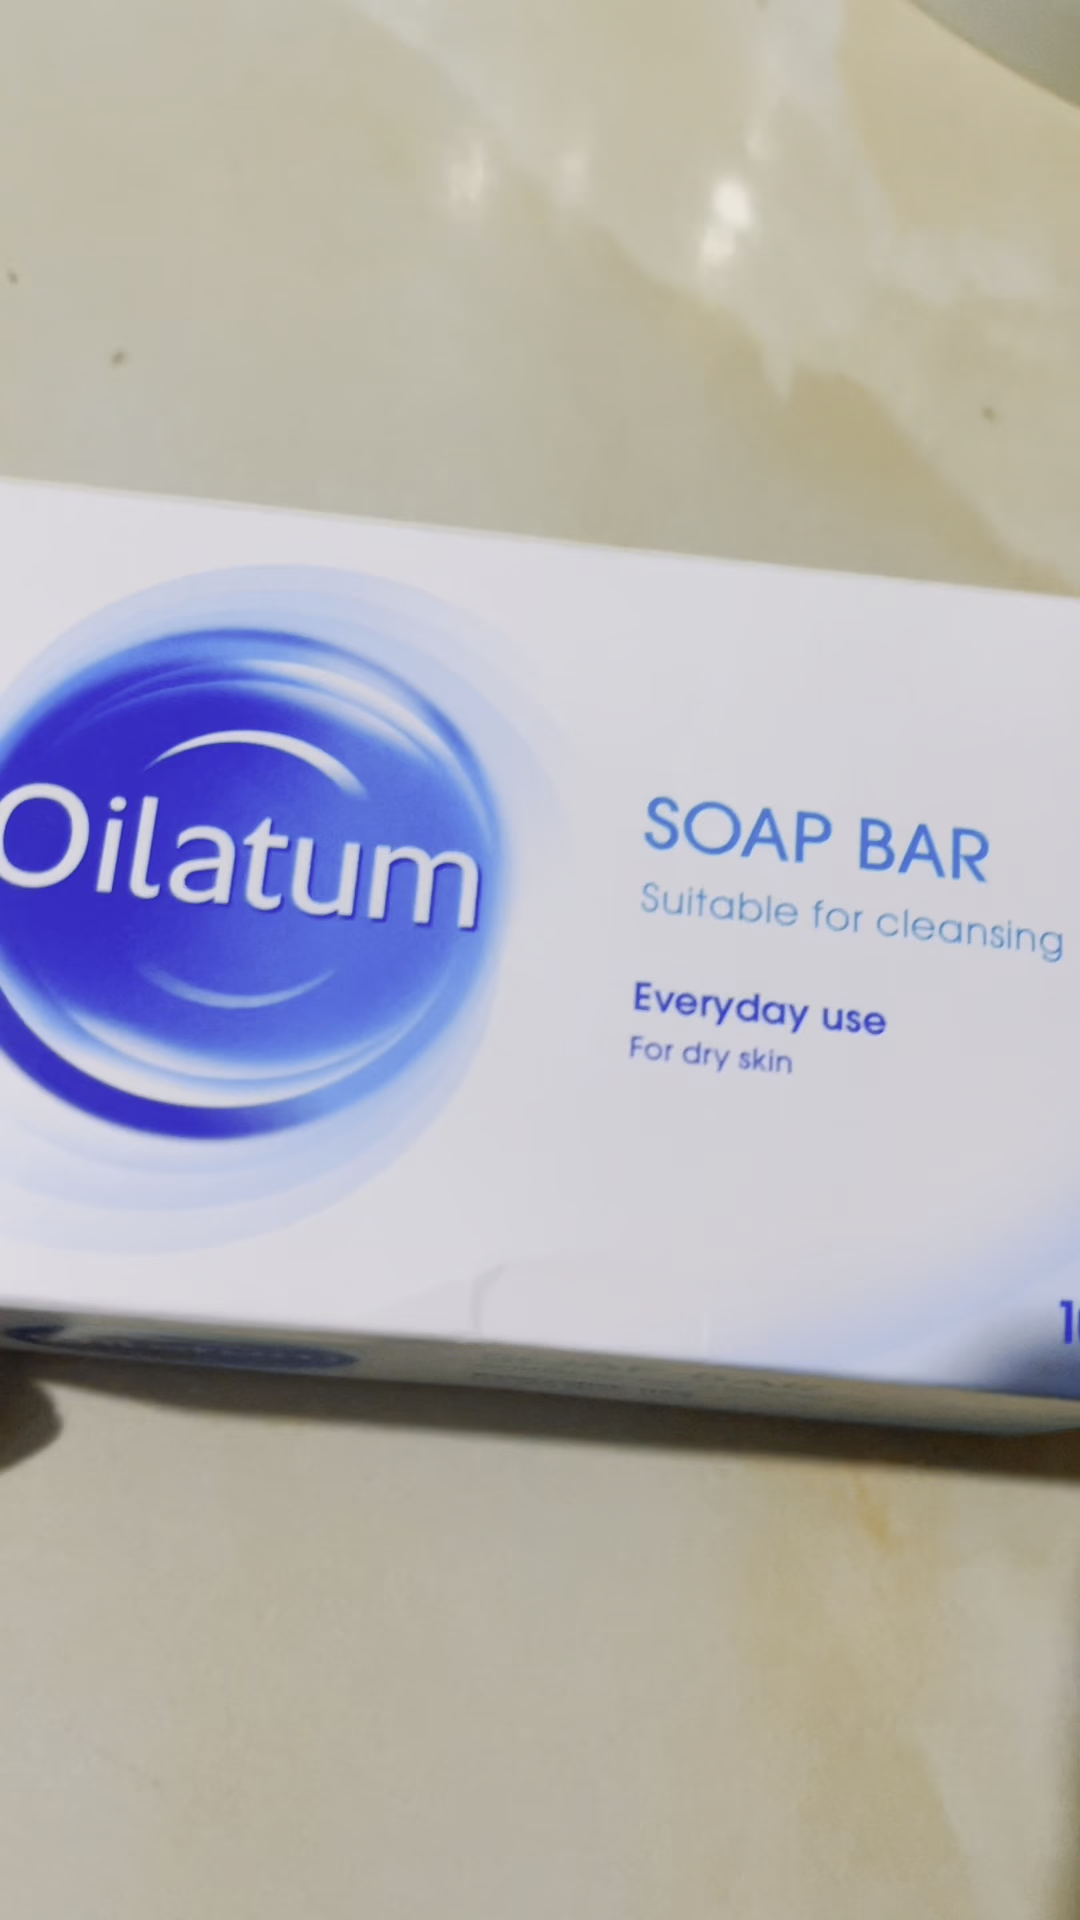 Oilatum
SOAP BAR
Suitable for cleansing
Everyday use
For dry skin